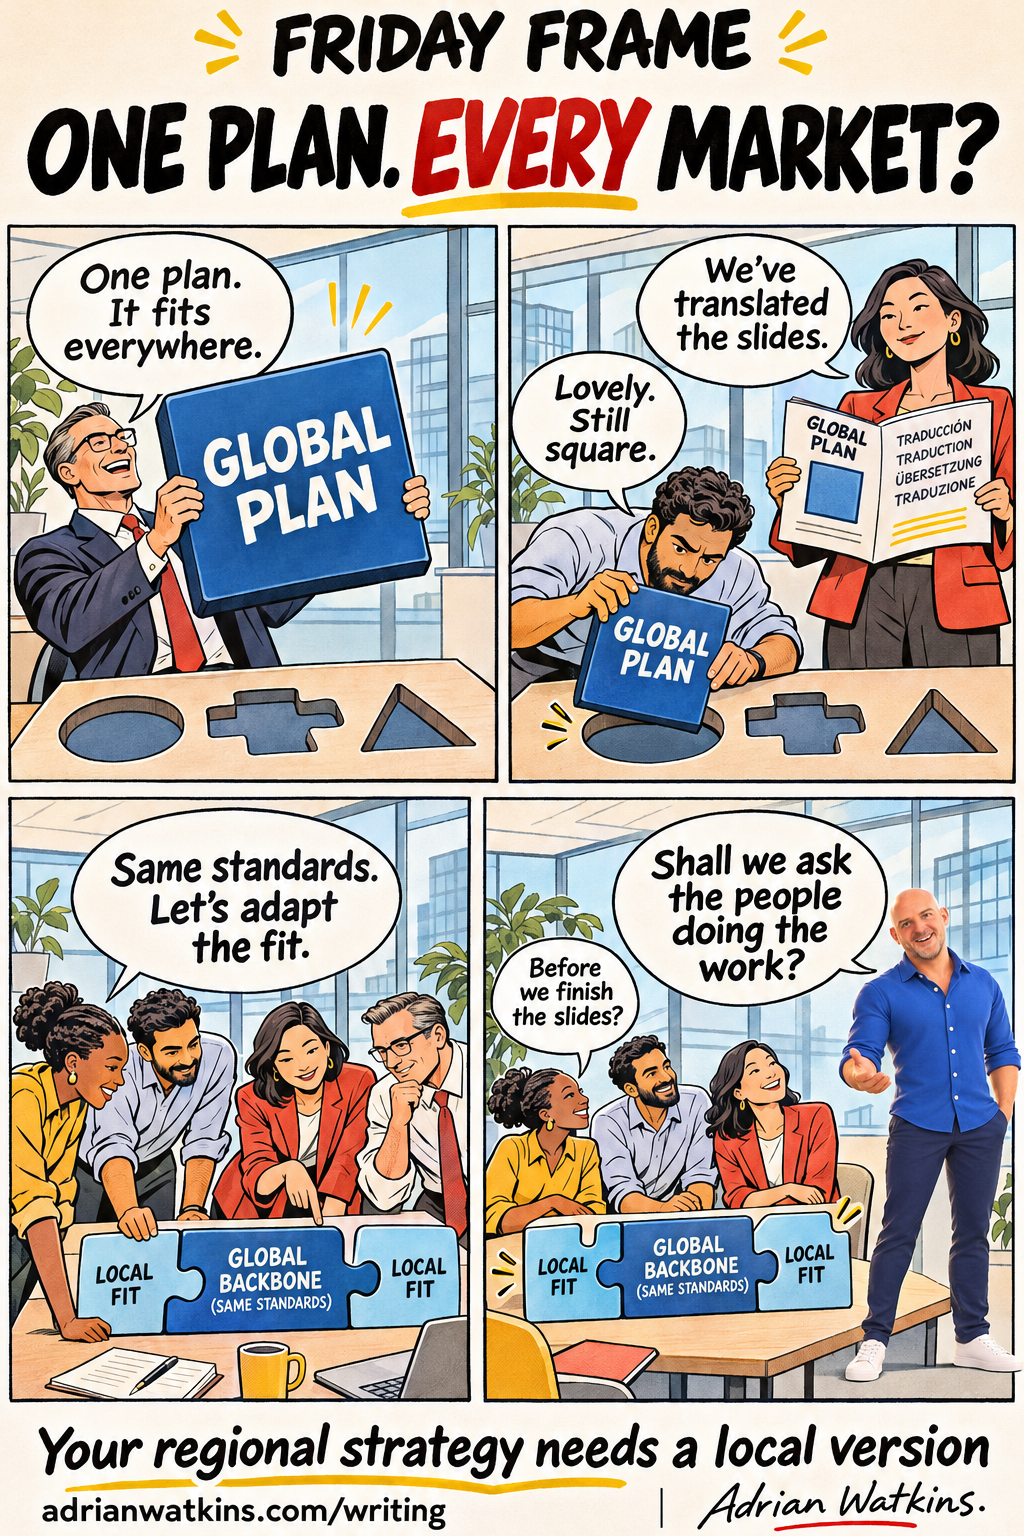 FRIDAY FRAME
ONE PLAN. EVERY MARKET?
One plan.
It fits
everywhere.
GLOBAL
PLAN
We've
translated
the slides.
Lovely.
Still
square.
GLOBAL
PLAN
TRADUCCIÓN
TRADUCTION
ÜBERSETZUNG
TRADUZIONE
GLOBAL
PLAN
Same standards.
Let's adapt
the fit.
LOCAL
FIT
GLOBAL
BACKBONE
(SAME STANDARDS)
LOCAL
FIT
Shall we ask
the people
doing the
work?
Before
we finish
the slides?
LOCAL
FIT
GLOBAL
BACKBONE
(SAME STANDARDS)
LOCAL
FIT
Your regional strategy needs a local version
adrianwatkins.com/writing
Adrian Watkins.